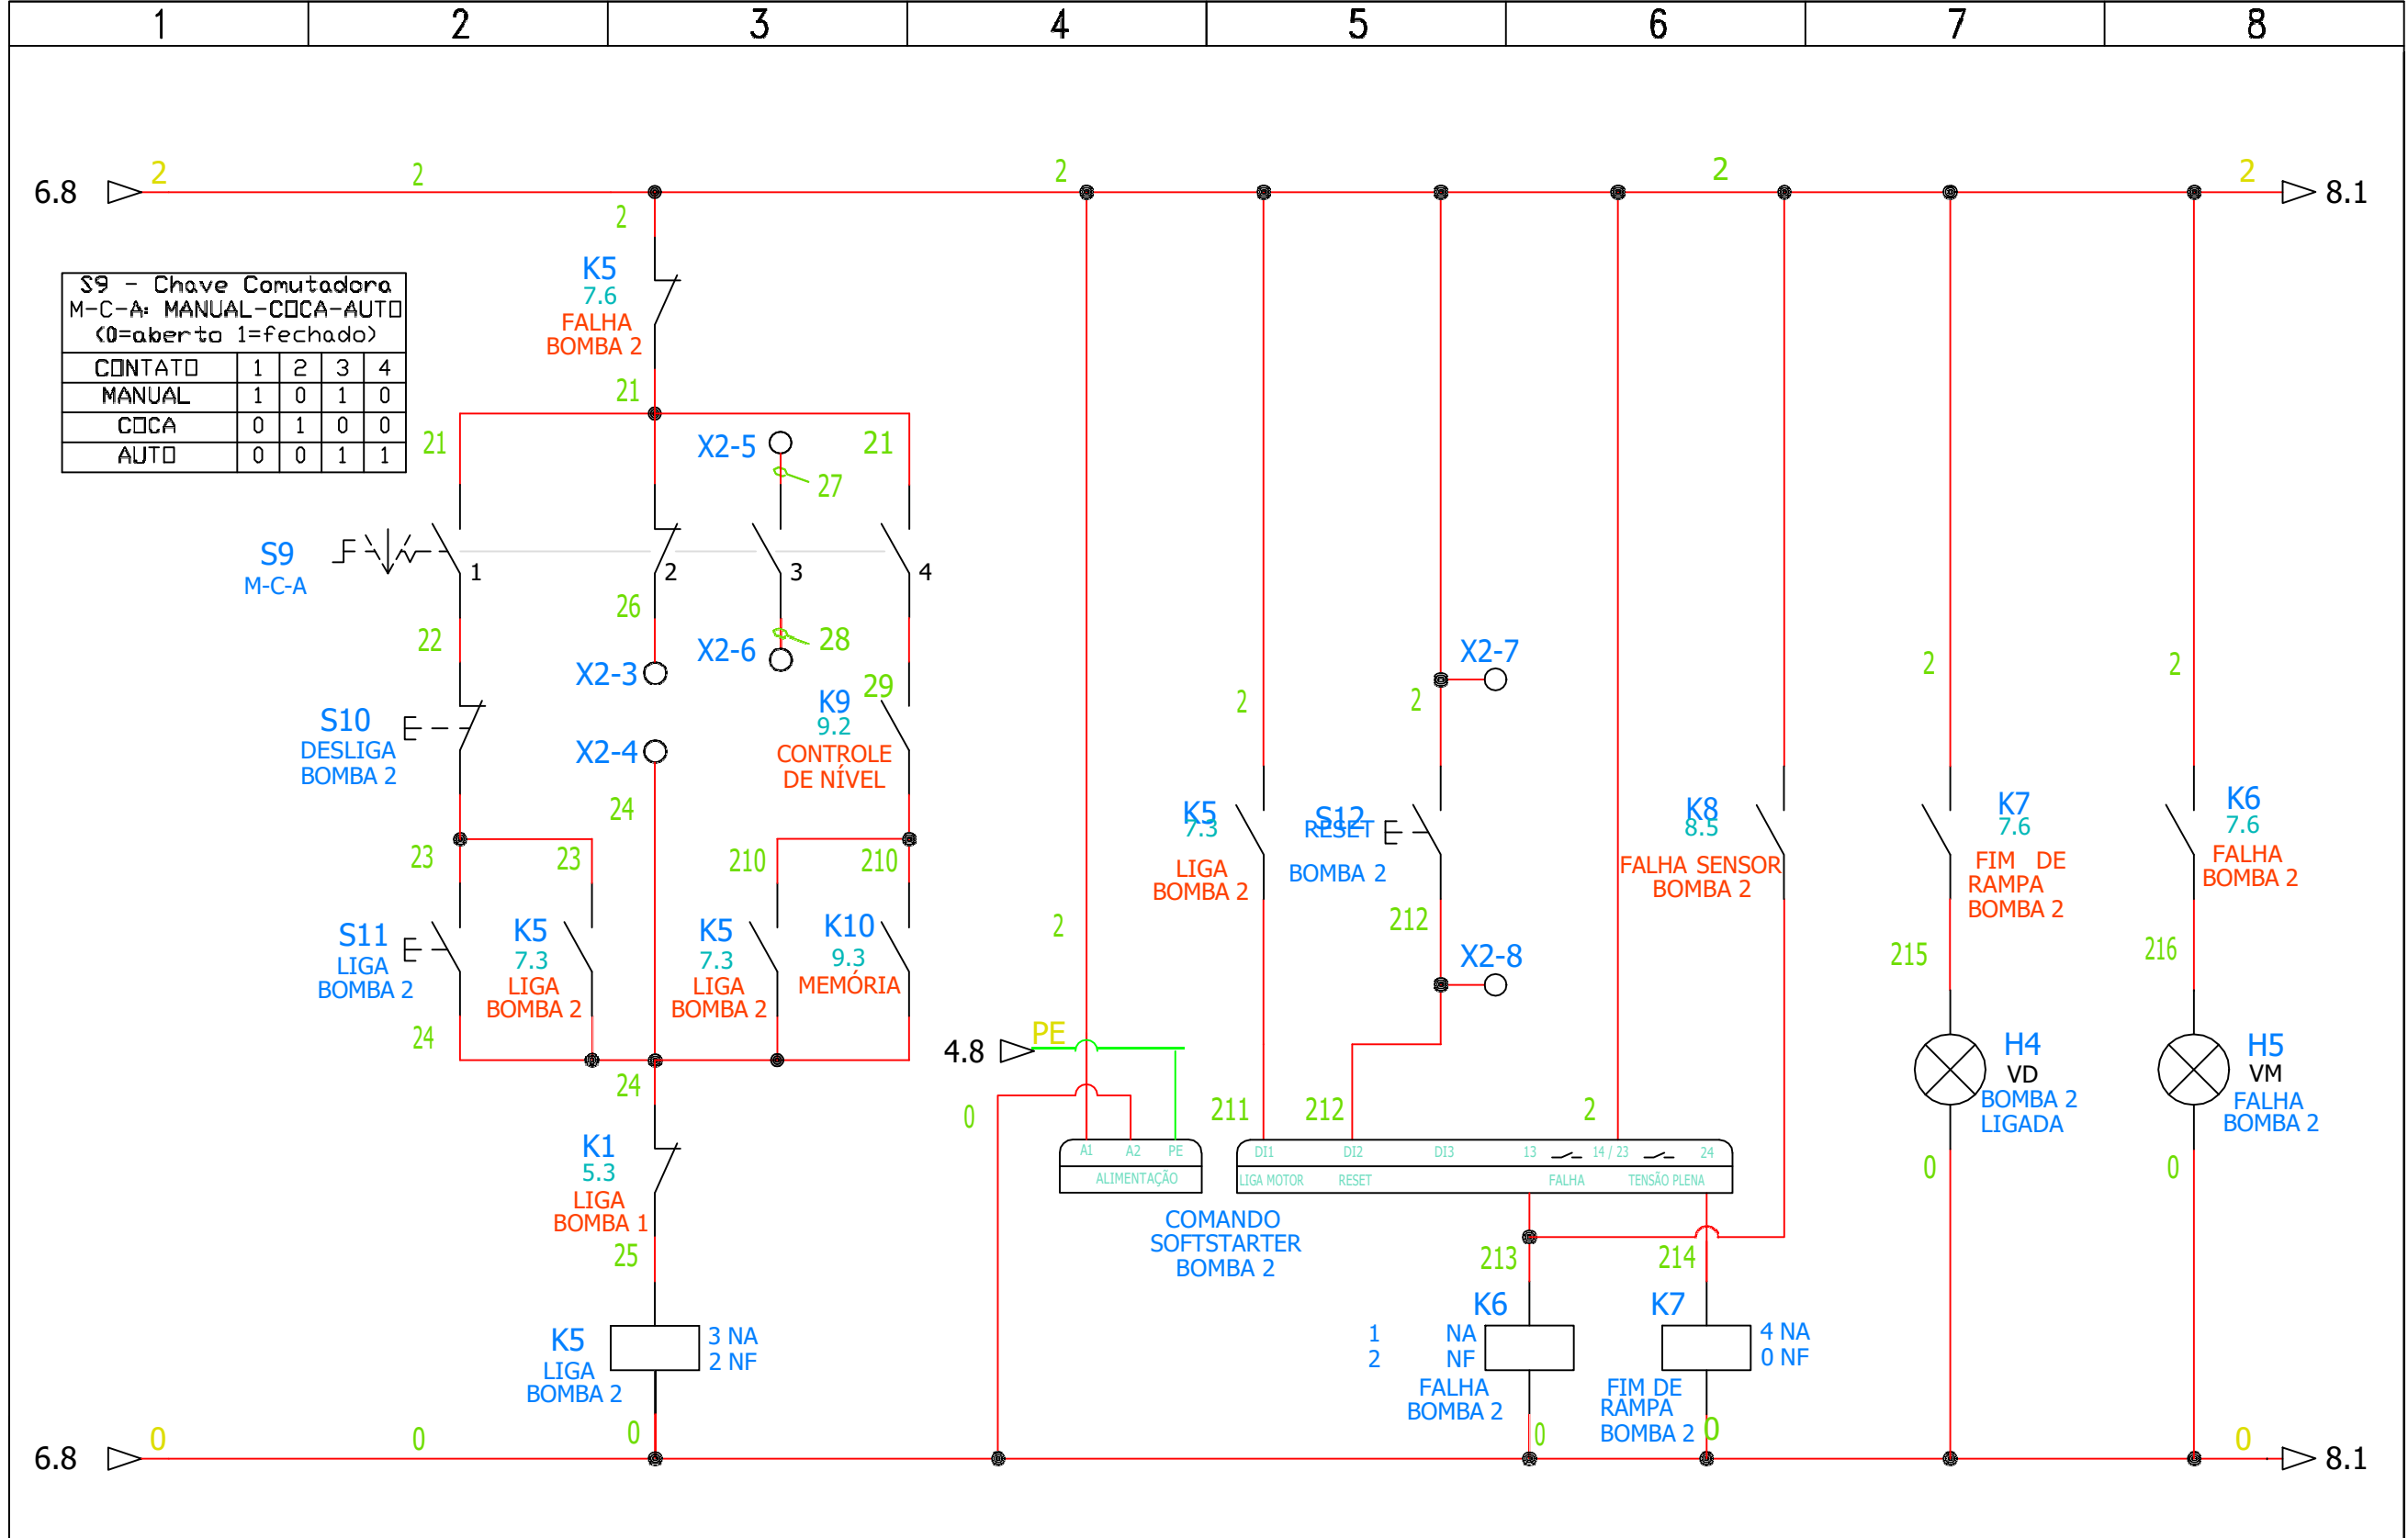 1 2 3 4 5 6 7 8
6.8 2 2 2 2 2 8.1
2
S9 - Chave Comutadora
M-C-A: MANUAL-COCA-AUTO
(0=aberto 1=fechado)
CONTATO 1 2 3 4
MANUAL 1 0 1 0
COCA 0 1 0 0
AUTO 0 0 1 1
K5
7.6
FALHA
BOMBA 2
21
21
X2-5
21
27
S9
M-C-A
1
2
3
4
22
26
X2-6
28
X2-3
29
S10
DESLIGA
BOMBA 2
X2-4
K9
9.2
CONTROLE
DE NÍVEL
24
23
23
210
210
S11
LIGA
BOMBA 2
K5
7.3
LIGA
BOMBA 2
K5
7.3
LIGA
BOMBA 2
K10
9.3
MEMÓRIA
24
24
K1
5.3
LIGA
BOMBA 1
25
K5
LIGA
BOMBA 2
3 NA
2 NF
0
2
4.8
PE
0
A1 A2 PE
ALIMENTAÇÃO
2
K5
7.3
LIGA
BOMBA 2
211
X2-7
2
S12
RESET
BOMBA 2
212
X2-8
212
2
K8
8.5
FALHA SENSOR
BOMBA 2
DI1 DI2 DI3 13 14 / 23 24
LIGA MOTOR RESET FALHA TENSÃO PLENA
COMANDO
SOFTSTARTER
BOMBA 2
213
214
K6
1 NA
2 NF
FALHA
BOMBA 2
0
K7
4 NA
0 NF
FIM DE
RAMPA
BOMBA 2
0
2
K7
7.6
FIM DE
RAMPA
BOMBA 2
215
H4
VD
BOMBA 2
LIGADA
0
2
K6
7.6
FALHA
BOMBA 2
216
H5
VM
FALHA
BOMBA 2
0
6.8 0 0 0 8.1